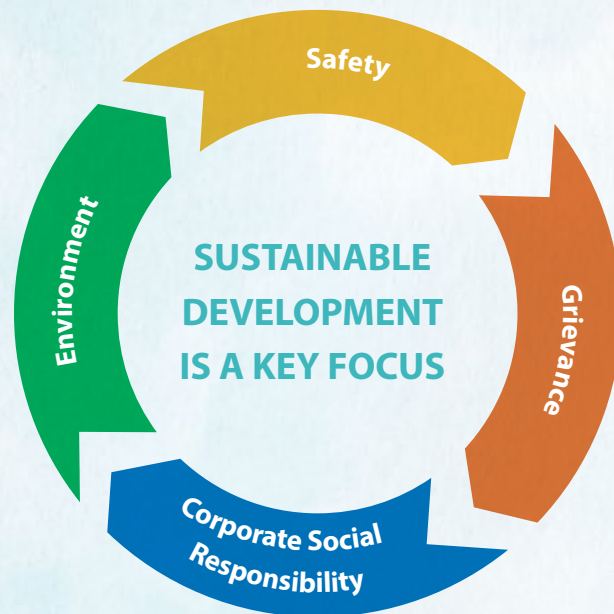 Safety
Grievance
Corporate Social
Responsibility
Environment
SUSTAINABLE
DEVELOPMENT
IS A KEY FOCUS